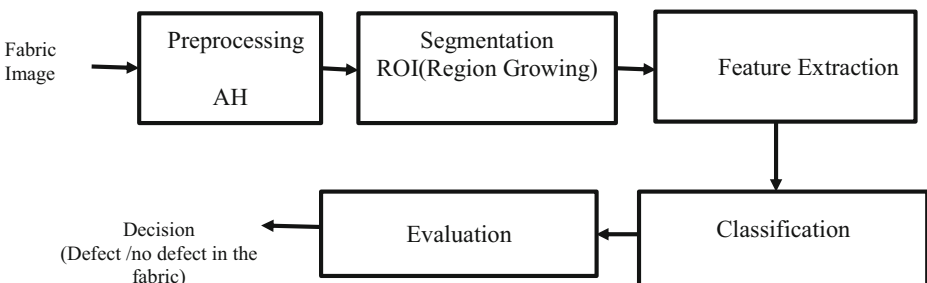 Fabric
Image
Preprocessing
AH
Segmentation
ROI(Region Growing)
Feature Extraction
Classification
Evaluation
Decision
(Defect /no defect in the
fabric)